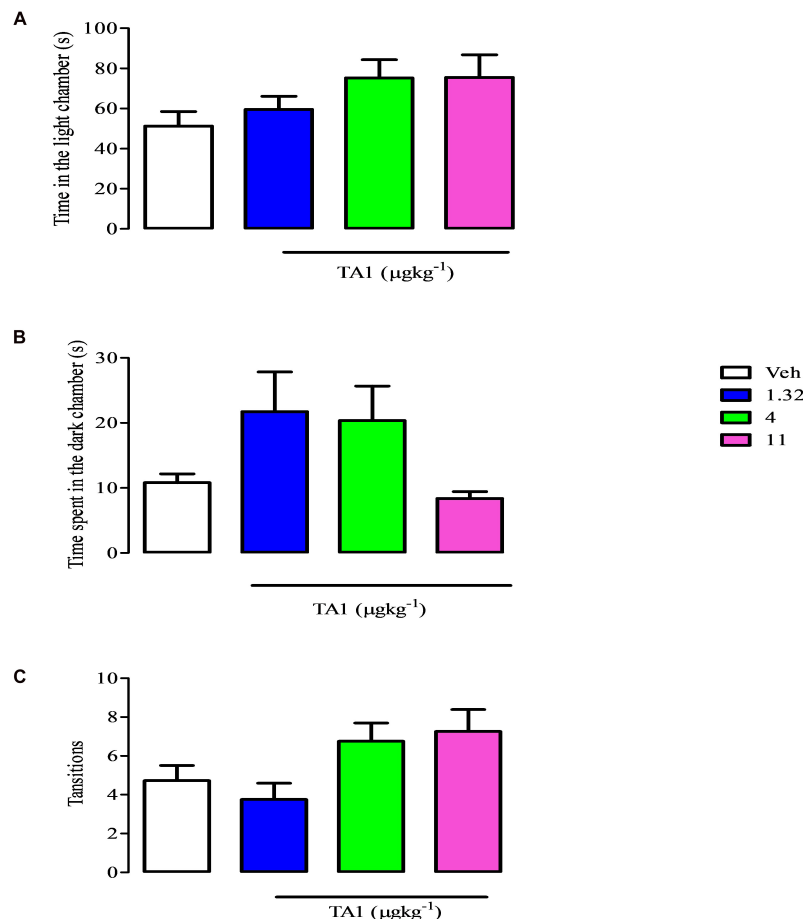 A
Time in the light chamber (s)
100
80
60
40
20
0
TA1 (µgkg-1)
B
Time spent in the dark chamber (s)
30
20
10
0
TA1 (µgkg-1)
Veh
1.32
4
11
C
Tansitions
10
8
6
4
2
0
TA1 (µgkg-1)